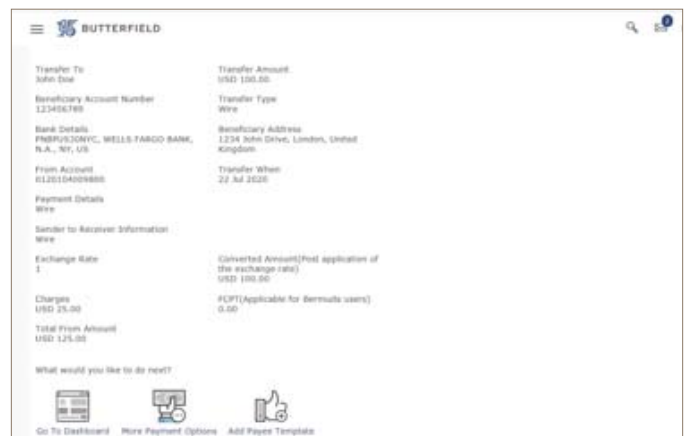 BUTTERFIELD
2
Transfer To
John Doe
Transfer Amount
USD 100.00
Beneficiary Account Number
123456789
Transfer Type
Wire
Bank Details
PNBPUS3JONYC, WELLS FARGO BANK,
N.A., NY, US
Beneficiary Address
1234 John Drive, London, United
Kingdom
From Account
Transfer When
22 Jul 2020
Payment Details
Wire
Sender to Receiver Information
Wire
Exchange Rate
1
Converted Amount(Post application of
the exchange rate)
USD 100.00
Charges
USD 25.00
FCPT(Applicable for Bermuda users)
0.00
Total From Amount
USD 125.00
What would you like to do next?
Go To Dashboard
More Payment Options
Add Payee Template